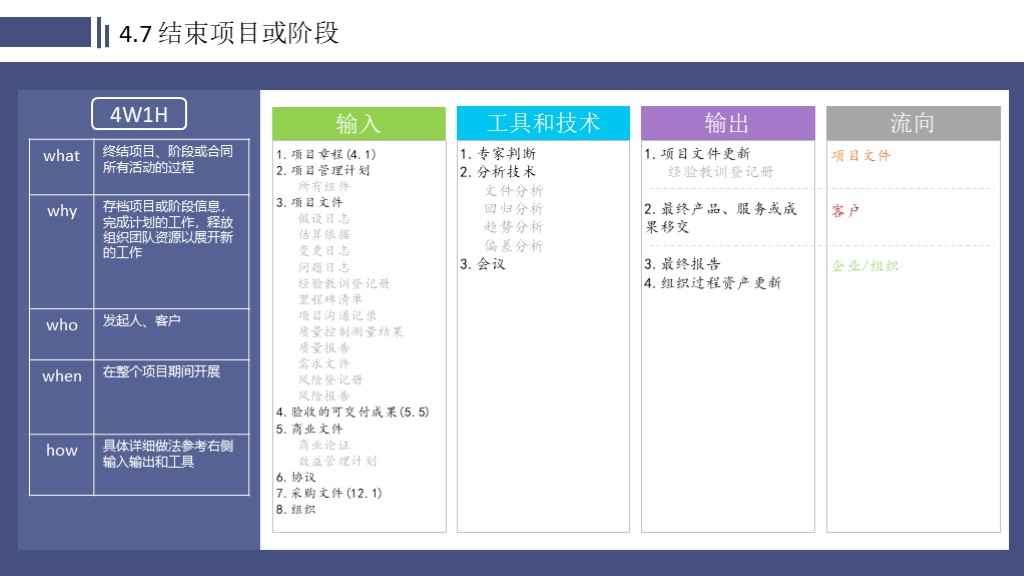 4.7 结束项目或阶段
4W1H
what
终结项目、阶段或合同
所有活动的过程
why
存档项目或阶段信息，
完成计划的工作，释放
组织团队资源以展开新
的工作
who
发起人、客户
when
在整个项目期间开展
how
具体详细做法参考右侧
输入输出和工具
输入
1. 项目章程(4.1)
2. 项目管理计划
所有组件
3. 项目文件
假设日志
估算依据
变更日志
问题日志
经验教训登记册
里程碑清单
项目沟通记录
质量控制测量结果
质量报告
需求文件
风险登记册
风险报告
4. 验收的可交付成果(5.5)
5. 商业文件
商业论证
效益管理计划
6. 协议
7. 采购文件(12.1)
8. 组织
工具和技术
1. 专家判断
2. 分析技术
文件分析
回归分析
趋势分析
偏差分析
3. 会议
输出
1. 项目文件更新
经验教训登记册
2. 最终产品、服务或成
果移交
3. 最终报告
4. 组织过程资产更新
流向
项目文件
客户
企业/组织